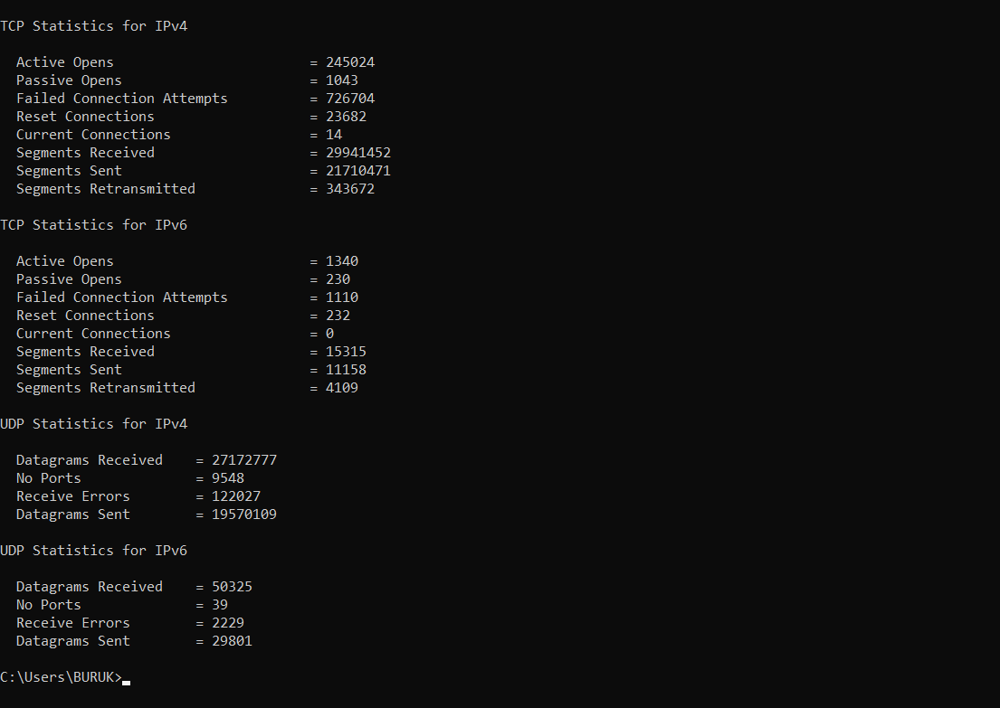 TCP Statistics for IPv4
Active Opens = 245024
Passive Opens = 1043
Failed Connection Attempts = 726704
Reset Connections = 23682
Current Connections = 14
Segments Received = 29941452
Segments Sent = 21710471
Segments Retransmitted = 343672
TCP Statistics for IPv6
Active Opens = 1340
Passive Opens = 230
Failed Connection Attempts = 1110
Reset Connections = 232
Current Connections = 0
Segments Received = 15315
Segments Sent = 11158
Segments Retransmitted = 4109
UDP Statistics for IPv4
Datagrams Received = 27172777
No Ports = 9548
Receive Errors = 122027
Datagrams Sent = 19570109
UDP Statistics for IPv6
Datagrams Received = 50325
No Ports = 39
Receive Errors = 2229
Datagrams Sent = 29801
C:\Users\BURUK>